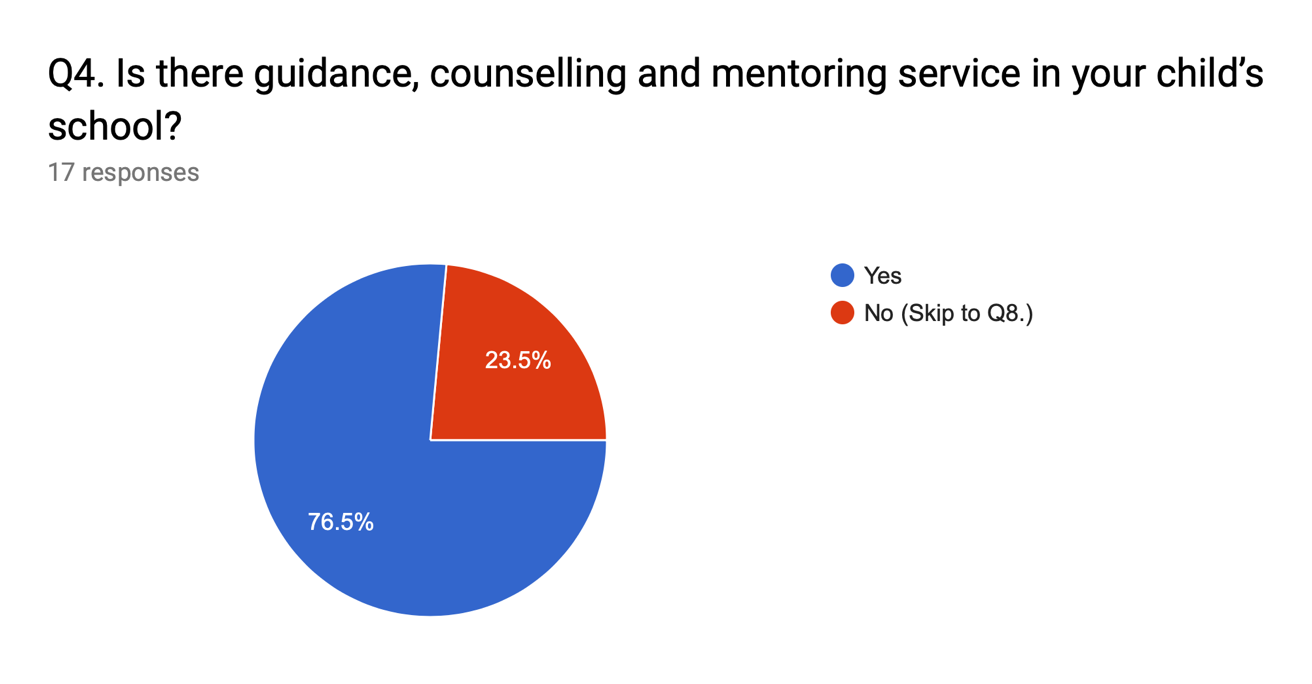 Q4. Is there guidance, counselling and mentoring service in your child’s
school?
17 responses
Yes
No (Skip to Q8.)
23.5%
76.5%